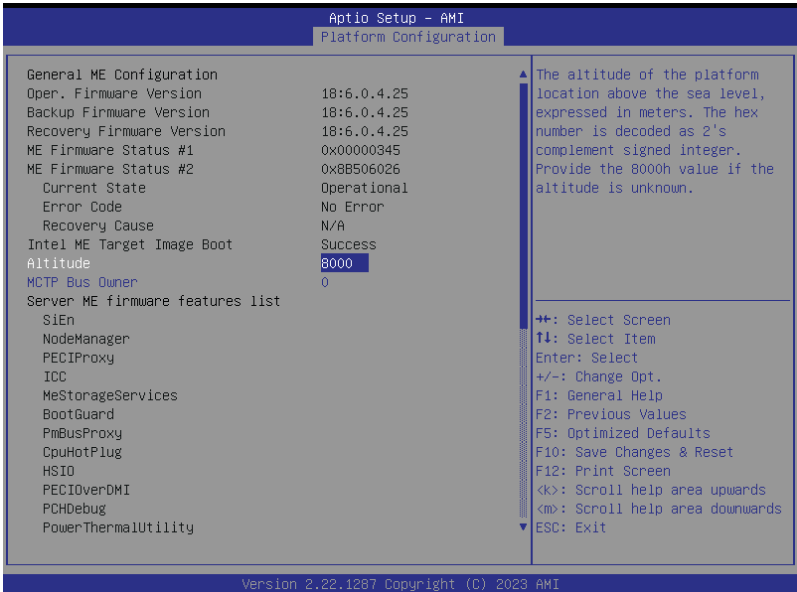 Aptio Setup – AMI
Platform Configuration
General ME Configuration
Oper. Firmware Version 18:6.0.4.25
Backup Firmware Version 18:6.0.4.25
Recovery Firmware Version 18:6.0.4.25
ME Firmware Status #1 0x00000345
ME Firmware Status #2 0x8B506026
Current State Operational
Error Code No Error
Recovery Cause N/A
Intel ME Target Image Boot Success
Altitude 8000
MCTP Bus Owner 0
Server ME firmware features list
SiEn
NodeManager
PECIProxy
ICC
MeStorageServices
BootGuard
PmBusProxy
CpuHotPlug
HSIO
PECIOverDMI
PCHDebug
PowerThermalUtility
The altitude of the platform
location above the sea level,
expressed in meters. The hex
number is decoded as 2's
complement signed integer.
Provide the 8000h value if the
altitude is unknown.
→←: Select Screen
↑↓: Select Item
Enter: Select
+/-: Change Opt.
F1: General Help
F2: Previous Values
F5: Optimized Defaults
F10: Save Changes & Reset
F12: Print Screen
<k>: Scroll help area upwards
<m>: Scroll help area downwards
ESC: Exit
Version 2.22.1287 Copyright (C) 2023 AMI